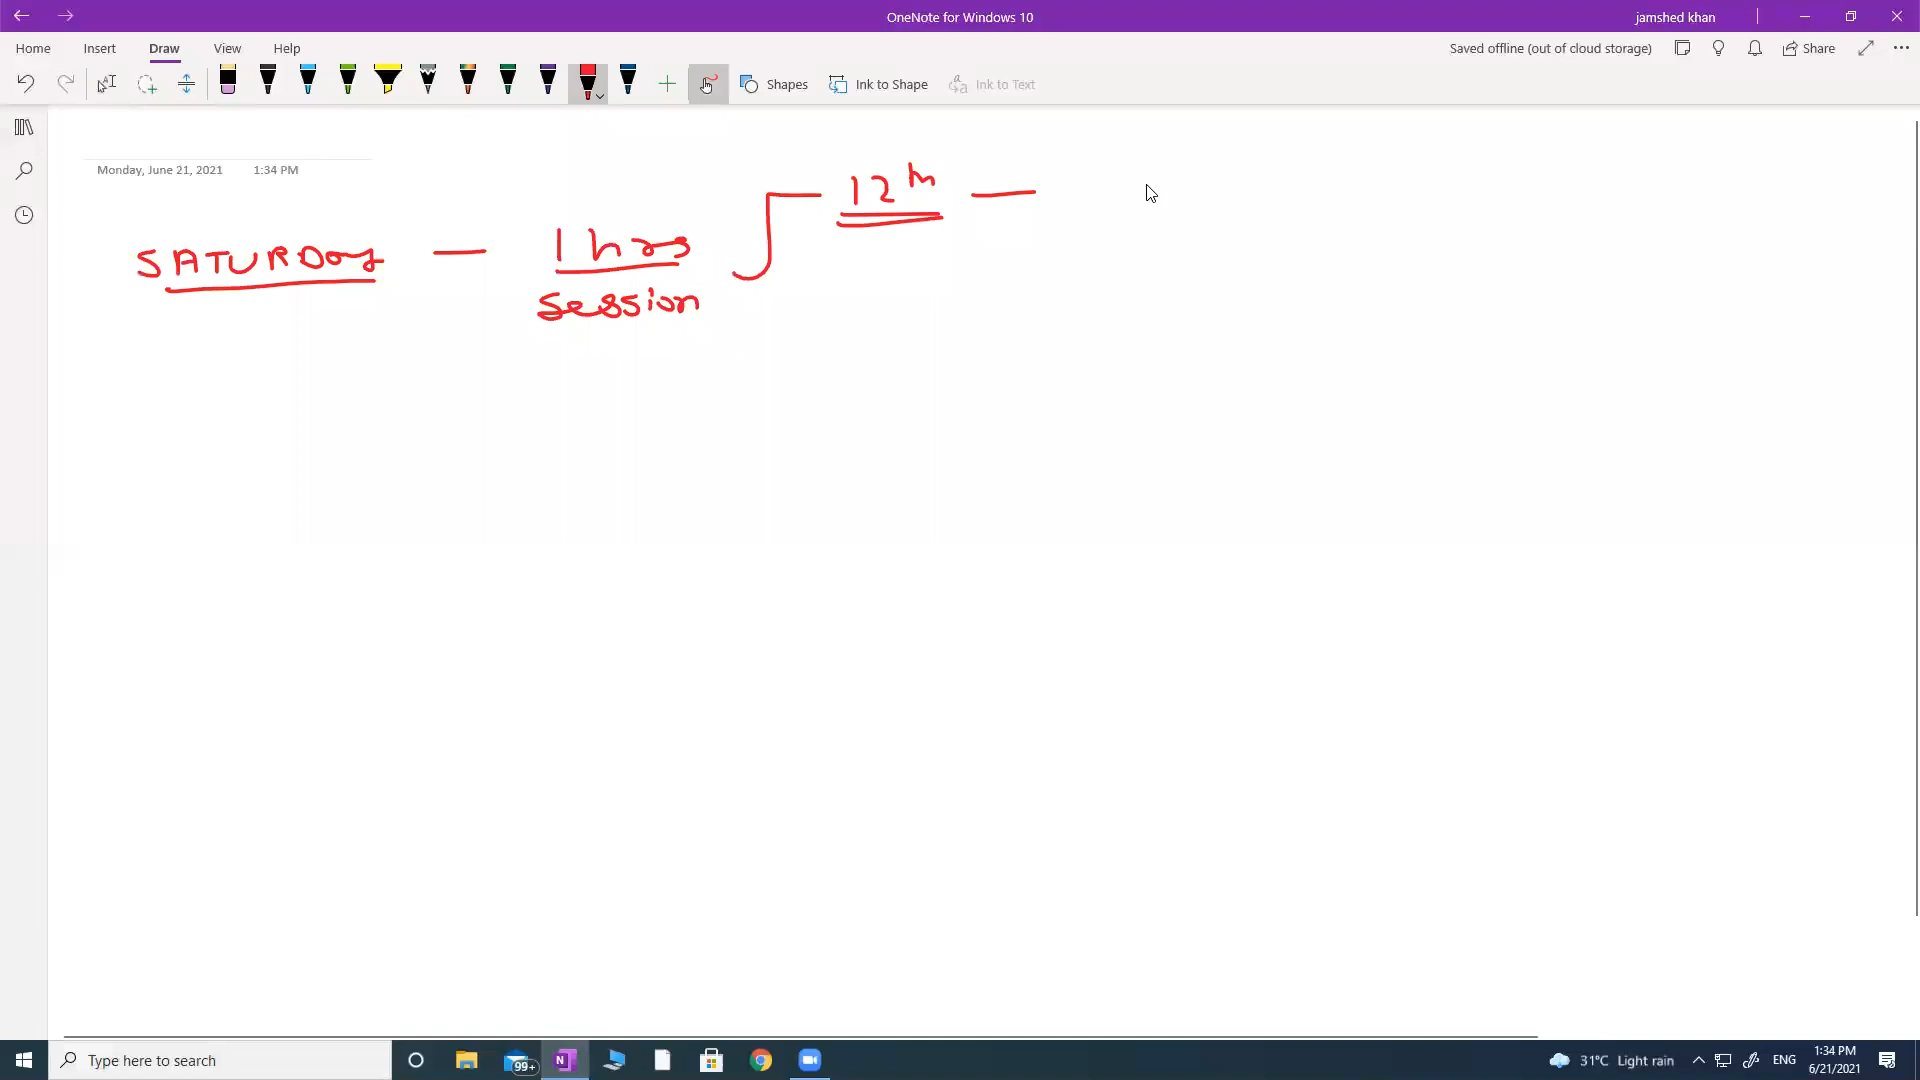 OneNote for Windows 10
jamshed khan
Home Insert Draw View Help
Saved offline (out of cloud storage)
Share
Shapes
Ink to Shape
Ink to Text
Monday, June 21, 2021 1:34 PM
12th
SATURDay — 1 hrs
Session
Type here to search
99+
31°C Light rain
ENG
1:34 PM
6/21/2021